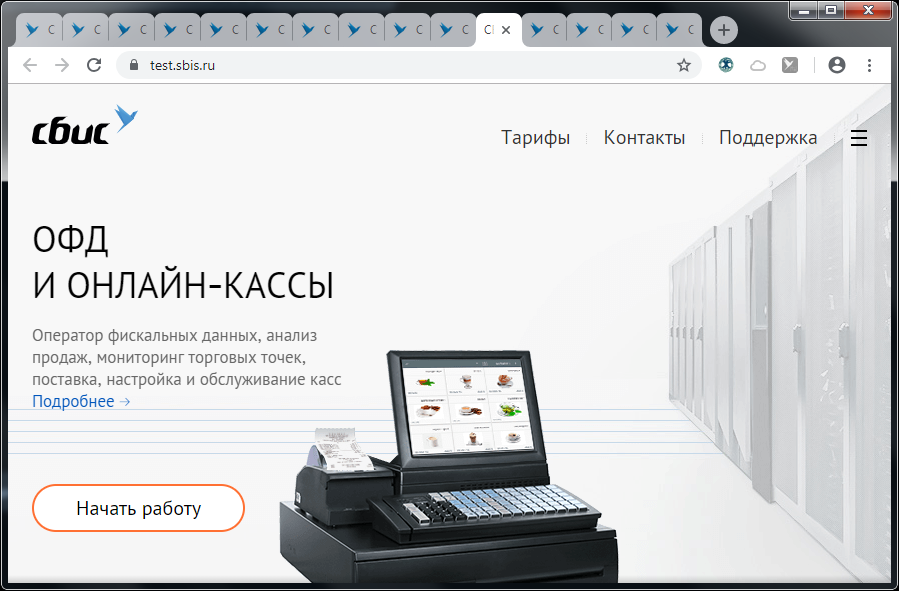 С С С С С С С С С С СІ С С С С
test.sbis.ru
сбис
Тарифы Контакты Поддержка
ОФД
И ОНЛАЙН-КАССЫ
Оператор фискальных данных, анализ
продаж, мониторинг торговых точек,
поставка, настройка и обслуживание касс
Подробнее →
Начать работу